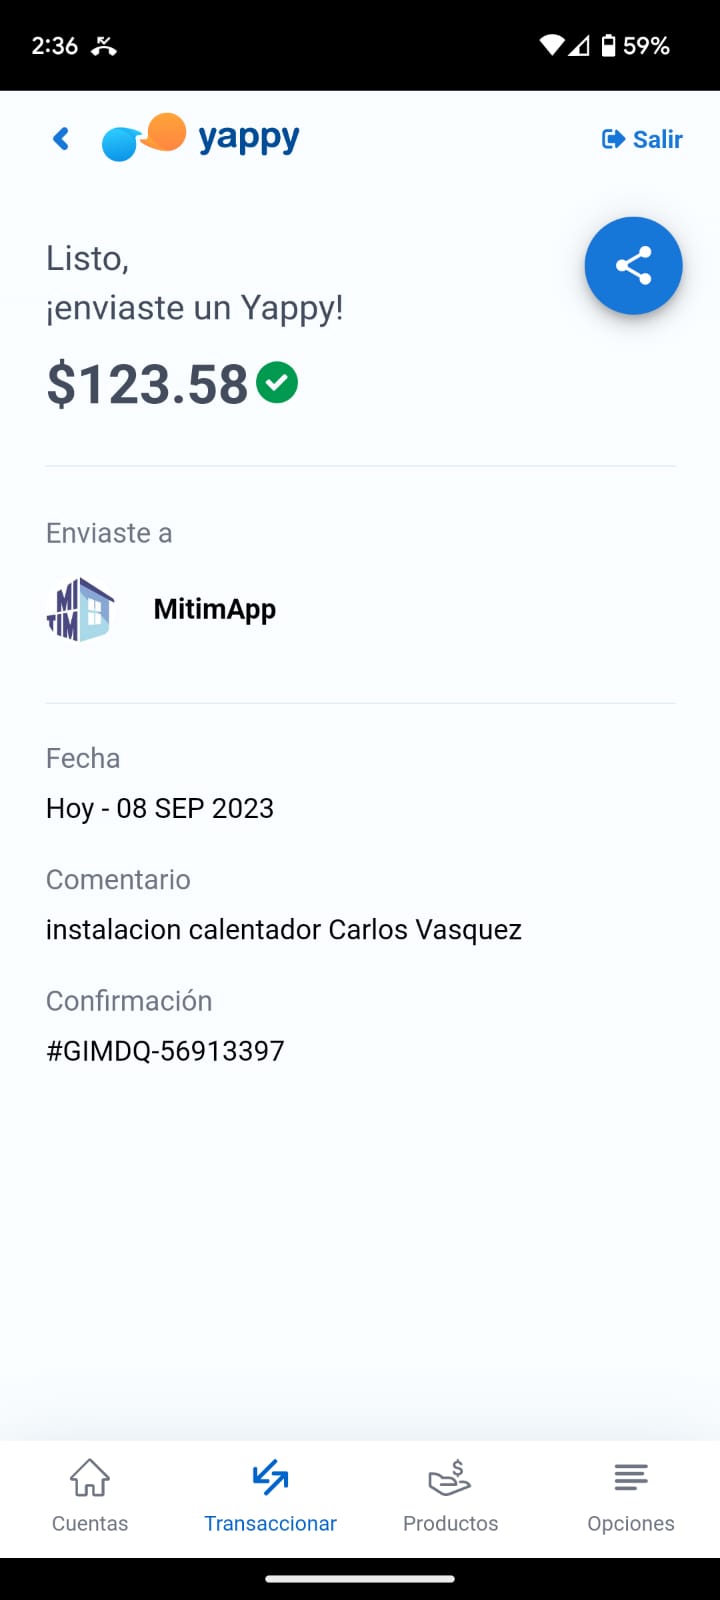 2:36
59%
yappy
Salir
Listo,
¡enviaste un Yappy!
$123.58
Enviaste a
MI
TIM
MitimApp
Fecha
Hoy - 08 SEP 2023
Comentario
instalacion calentador Carlos Vasquez
Confirmación
#GIMDQ-56913397
Cuentas
Transaccionar
Productos
Opciones